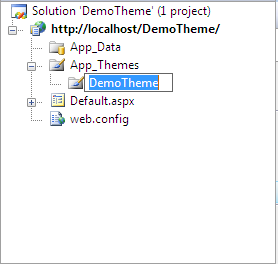 Solution 'DemoTheme' (1 project)
http://localhost/DemoTheme/
App_Data
App_Themes
DemoTheme
Default.aspx
web.config